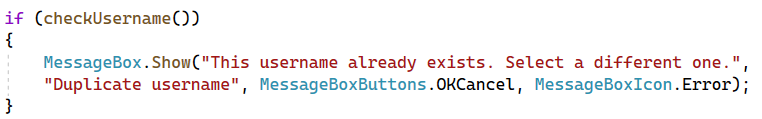 if (checkUsername())
{
MessageBox.Show("This username already exists. Select a different one.",
"Duplicate username", MessageBoxButtons.OKCancel, MessageBoxIcon.Error);
}